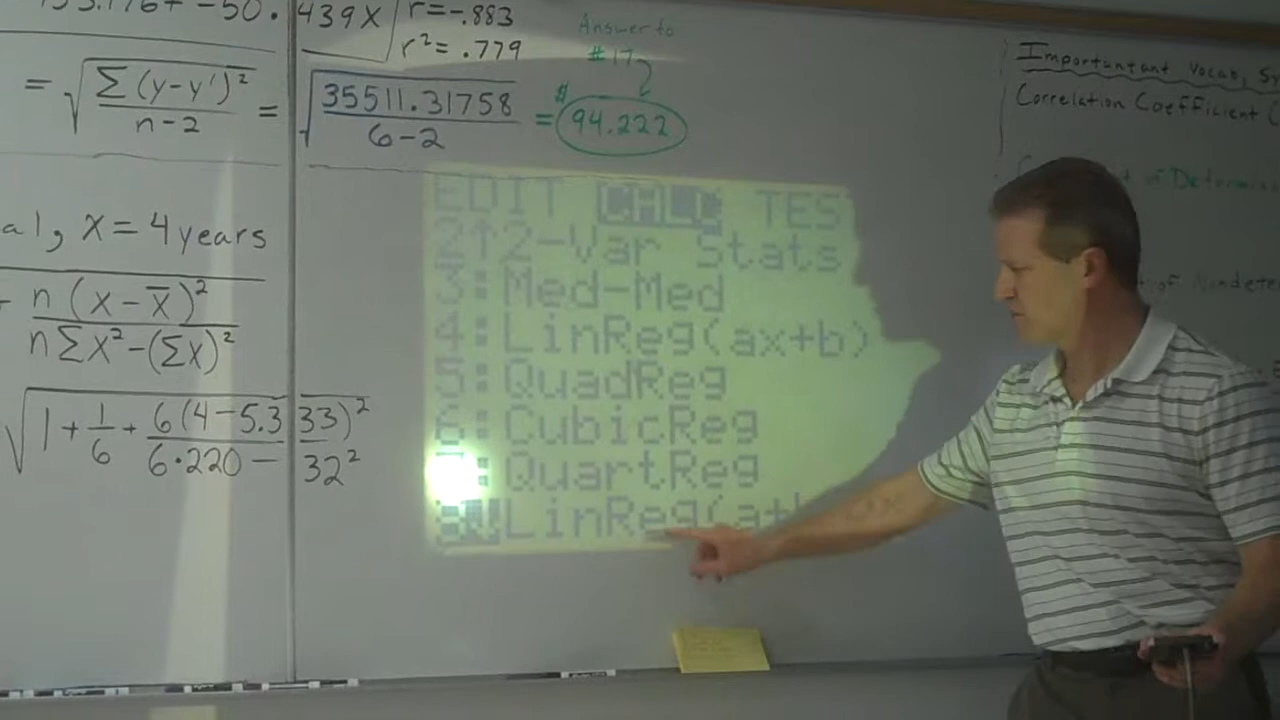 -50.439x
r=-.883
r²= .779
Answer to
#17
= √ Σ(y-y')² / n-2 = √ 35511.31758 / 6-2 = $ 94.222
al, x = 4 years
n(x-x̄)² / nΣx²-(Σx)²
√ 1 + 1/6 + 6(4-5.333)² / 6·220 - 32²
EDIT CALC TES
2↑2-Var Stats
3:Med-Med
4:LinReg(ax+b)
5:QuadReg
6:CubicReg
7:QuartReg
8↓LinReg(a+
Importantant Vocab,
Correlation Coefficient (
of Determi
of Nondete